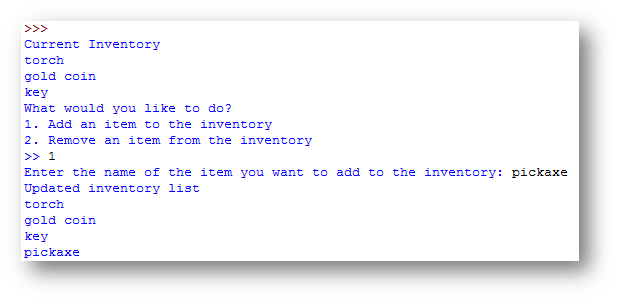 >>>
Current Inventory
torch
gold coin
key
What would you like to do?
1. Add an item to the inventory
2. Remove an item from the inventory
>> 1
Enter the name of the item you want to add to the inventory: pickaxe
Updated inventory list
torch
gold coin
key
pickaxe